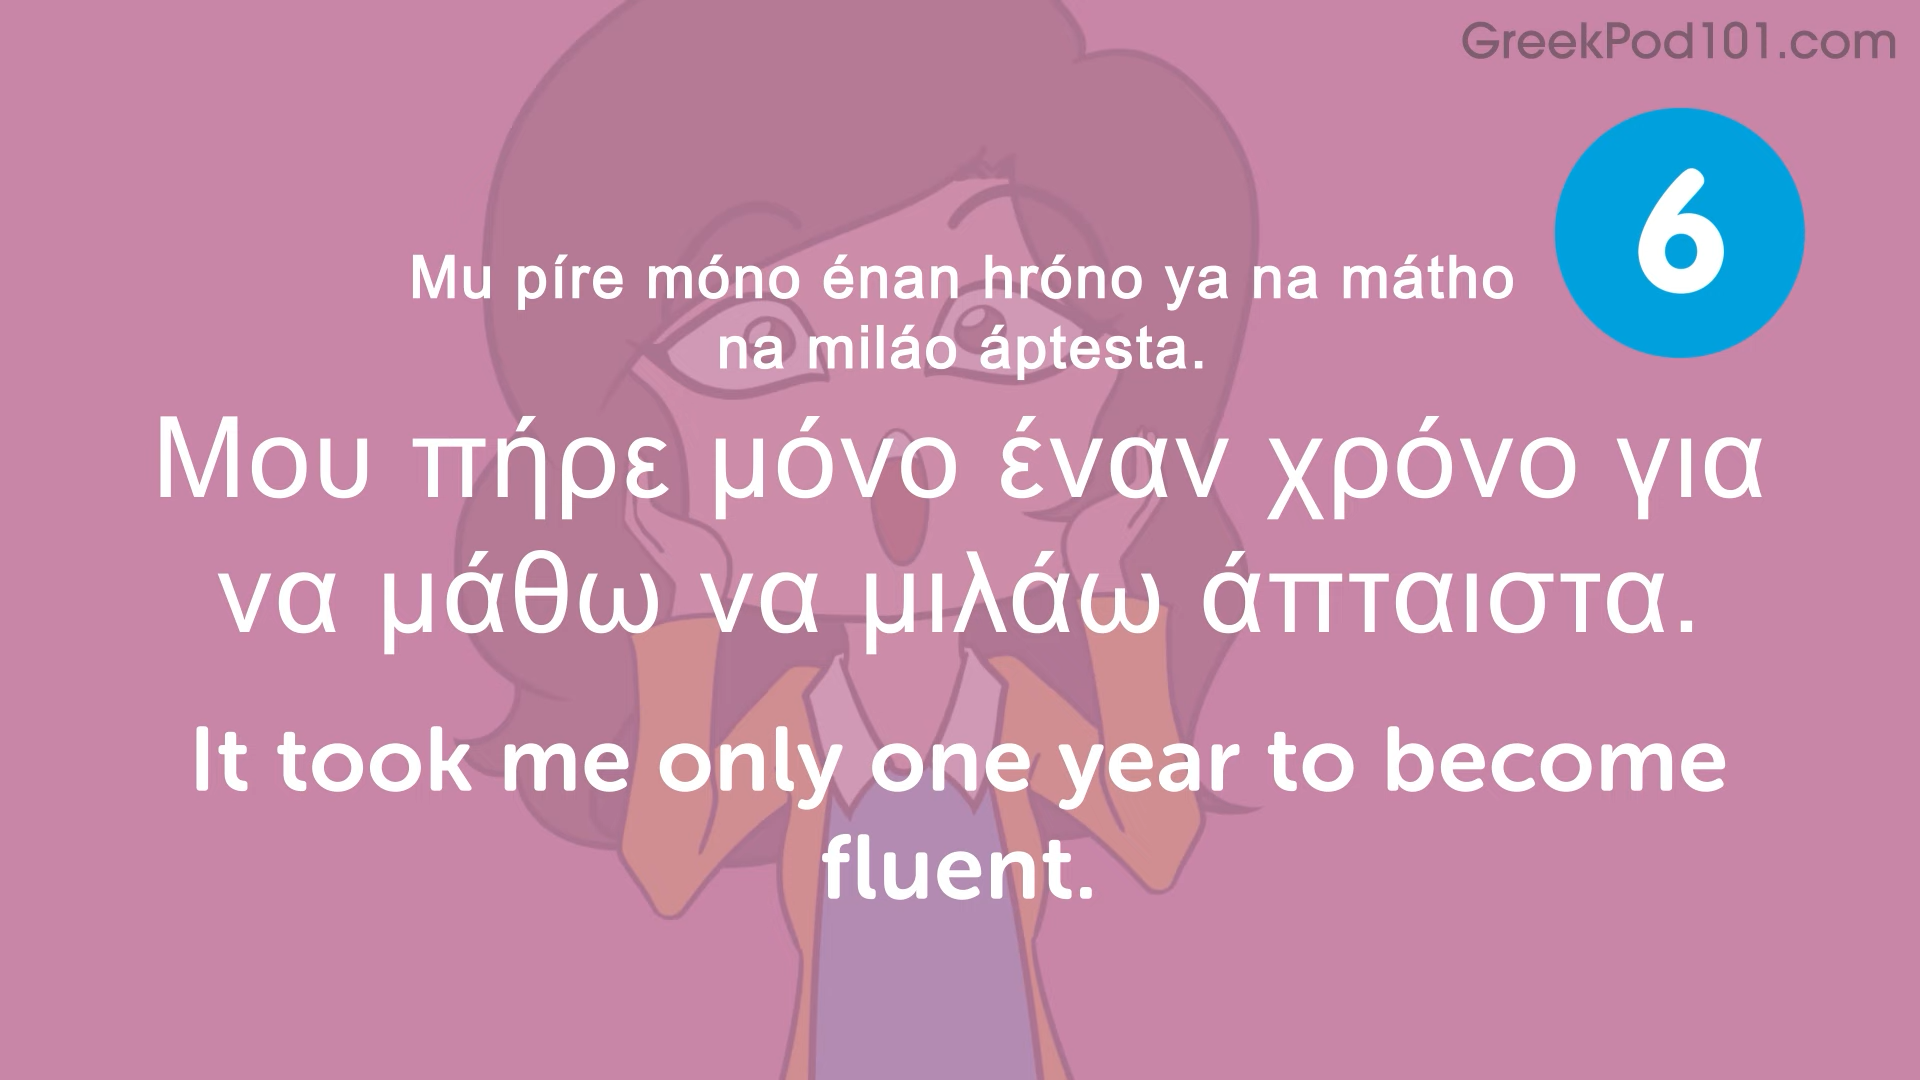 GreekPod101.com
6
Mu píre móno énan hróno ya na mátho
na miláo áptesta.
Μου πήρε μόνο έναν χρόνο για
να μάθω να μιλάω άπταιστα.
It took me only one year to become
fluent.